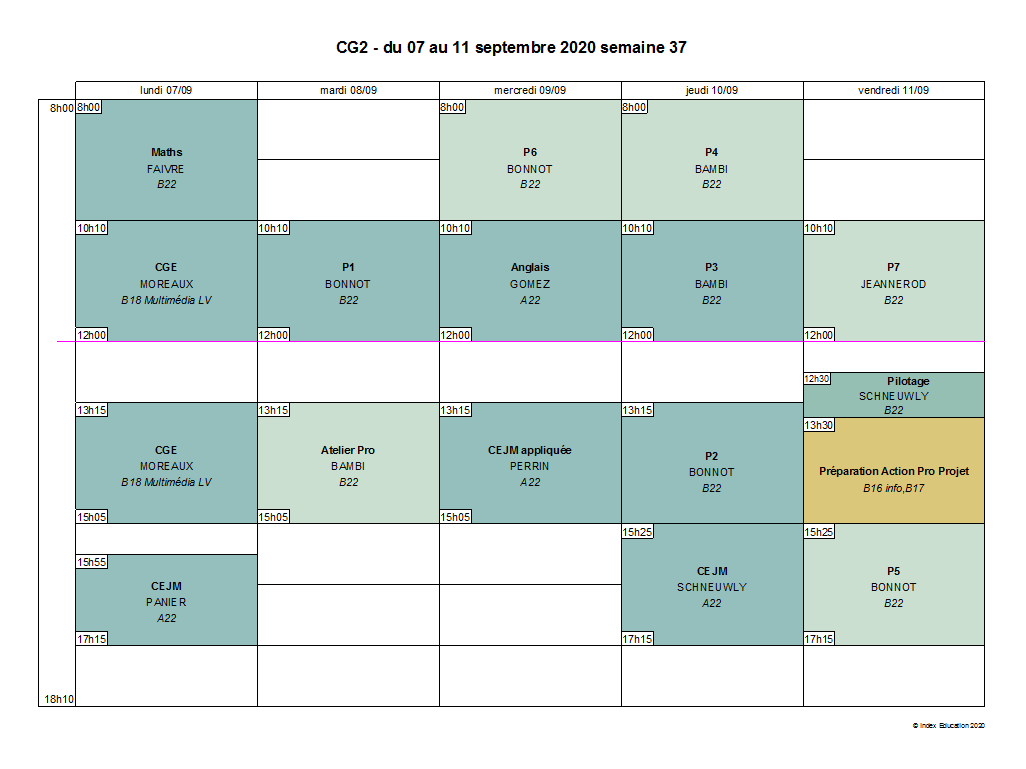 CG2 - du 07 au 11 septembre 2020 semaine 37
lundi 07/09
mardi 08/09
mercredi 09/09
jeudi 10/09
vendredi 11/09
8h00
8h00
Maths
FAIVRE
B22
8h00
P6
BONNOT
B22
8h00
P4
BAMBI
B22
10h10
CGE
MOREAUX
B18 Multimédia LV
12h00
10h10
P1
BONNOT
B22
12h00
10h10
Anglais
GOMEZ
A22
12h00
10h10
P3
BAMBI
B22
12h00
10h10
P7
JEANNEROD
B22
12h00
12h30
Pilotage
SCHNEUWLY
B22
13h15
CGE
MOREAUX
B18 Multimédia LV
15h05
13h15
Atelier Pro
BAMBI
B22
15h05
13h15
CEJM appliquée
PERRIN
A22
15h05
13h15
P2
BONNOT
B22
13h30
Préparation Action Pro Projet
B16 info,B17
15h55
CEJM
PANIER
A22
17h15
15h25
CEJM
SCHNEUWLY
A22
17h15
15h25
P5
BONNOT
B22
17h15
18h10
© Index Education 2020